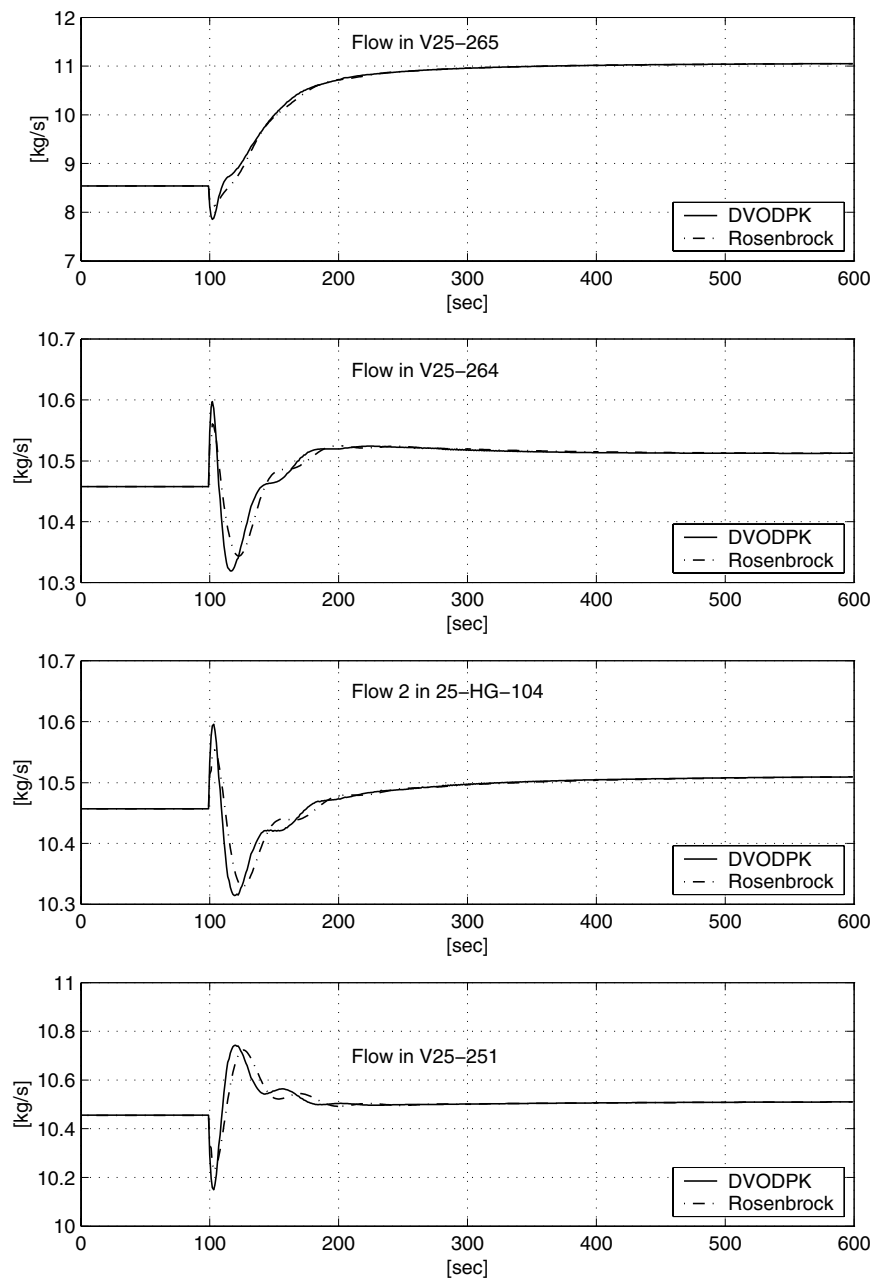 12
Flow in V25−265
11
10
[kg/s]
9
8
DVODPK
Rosenbrock
7
0 100 200 300 400 500 600
[sec]
10.7
Flow in V25−264
10.6
[kg/s]
10.5
10.4
DVODPK
Rosenbrock
10.3
0 100 200 300 400 500 600
[sec]
10.7
Flow 2 in 25−HG−104
10.6
[kg/s]
10.5
10.4
DVODPK
Rosenbrock
10.3
0 100 200 300 400 500 600
[sec]
11
10.8
Flow in V25−251
10.6
[kg/s]
10.4
10.2
DVODPK
Rosenbrock
10
0 100 200 300 400 500 600
[sec]